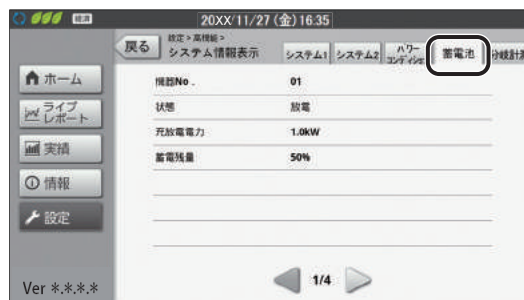 経済
20XX/11/27(金)16:35
戻る
設定>高機能>
システム情報表示
システム1
システム2
パワー
コンディショナ
蓄電池
分岐計測
ホーム
ライブ
レポート
実績
情報
設定
機器No.
01
状態
放電
充放電電力
1.0kW
蓄電残量
50%
1/4
Ver *.*.*.*